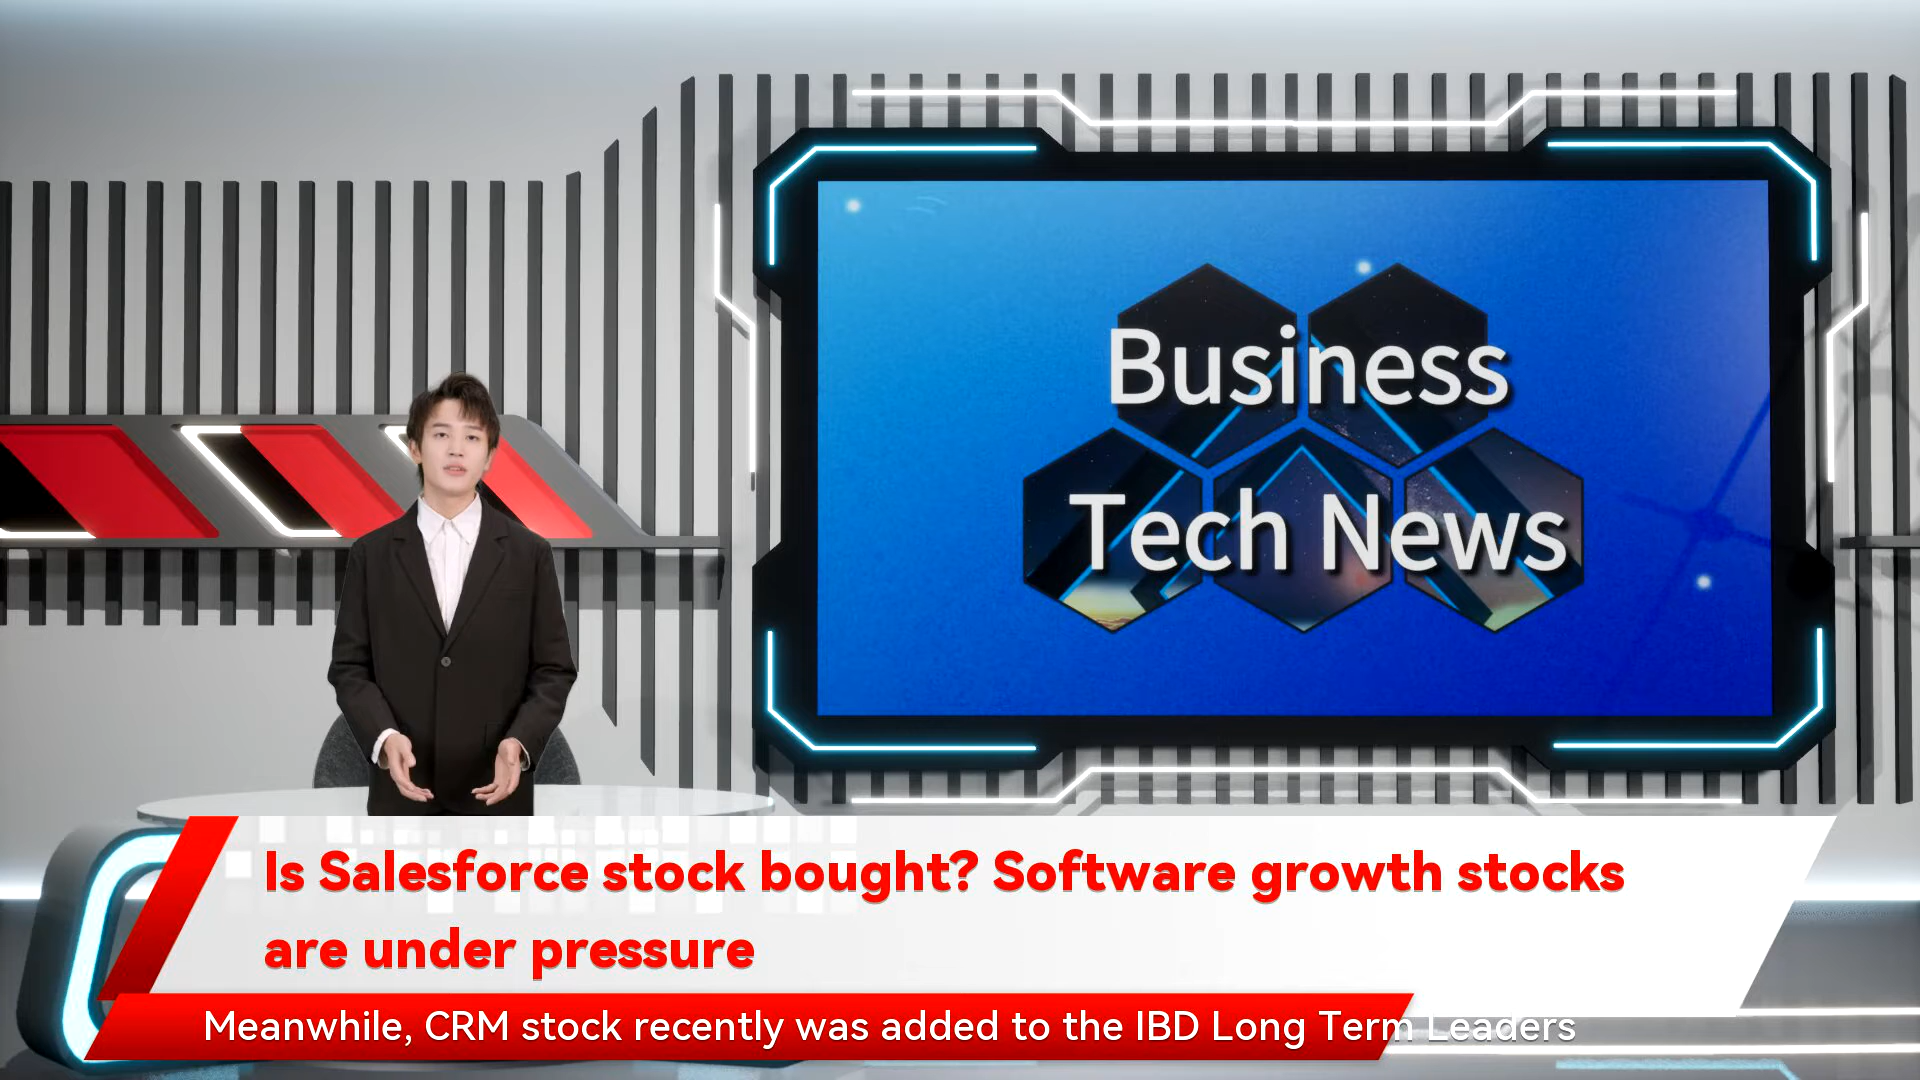 Business
Tech News
Is Salesforce stock bought? Software growth stocks
are under pressure
Meanwhile, CRM stock recently was added to the IBD Long Term Leaders